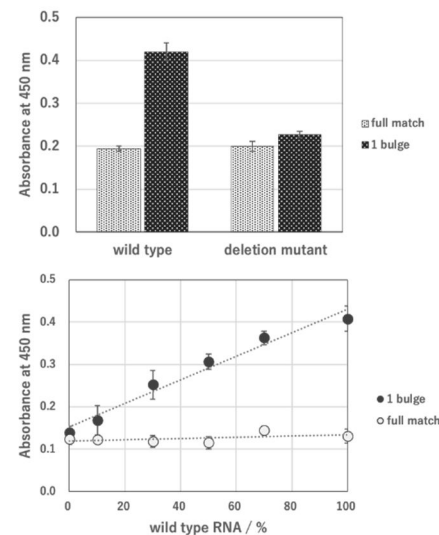 Absorbance at 450 nm
0.5
0.4
0.3
0.2
0.1
0.0
wild type
deletion mutant
full match
1 bulge
Absorbance at 450 nm
0.5
0.4
0.3
0.2
0.1
0.0
0
20
40
60
80
100
wild type RNA / %
1 bulge
full match